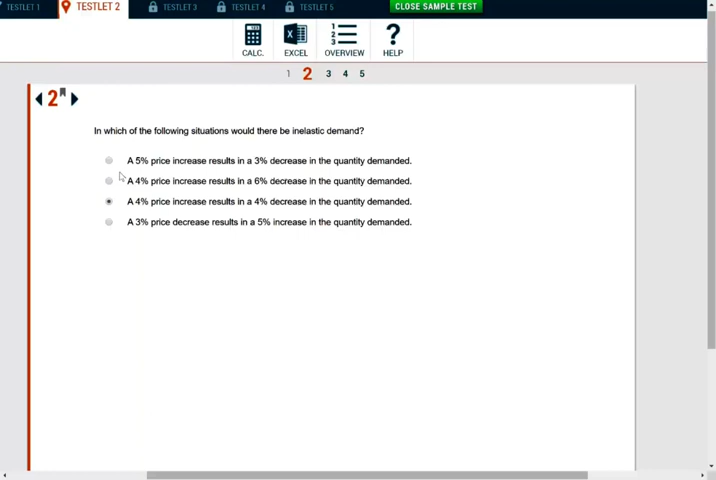 TESTLET 1
TESTLET 2
TESTLET 3
TESTLET 4
TESTLET 5
CLOSE SAMPLE TEST
CALC.
EXCEL
OVERVIEW
HELP
1 2 3 4 5
2
In which of the following situations would there be inelastic demand?
A 5% price increase results in a 3% decrease in the quantity demanded.
A 4% price increase results in a 6% decrease in the quantity demanded.
A 4% price increase results in a 4% decrease in the quantity demanded.
A 3% price decrease results in a 5% increase in the quantity demanded.